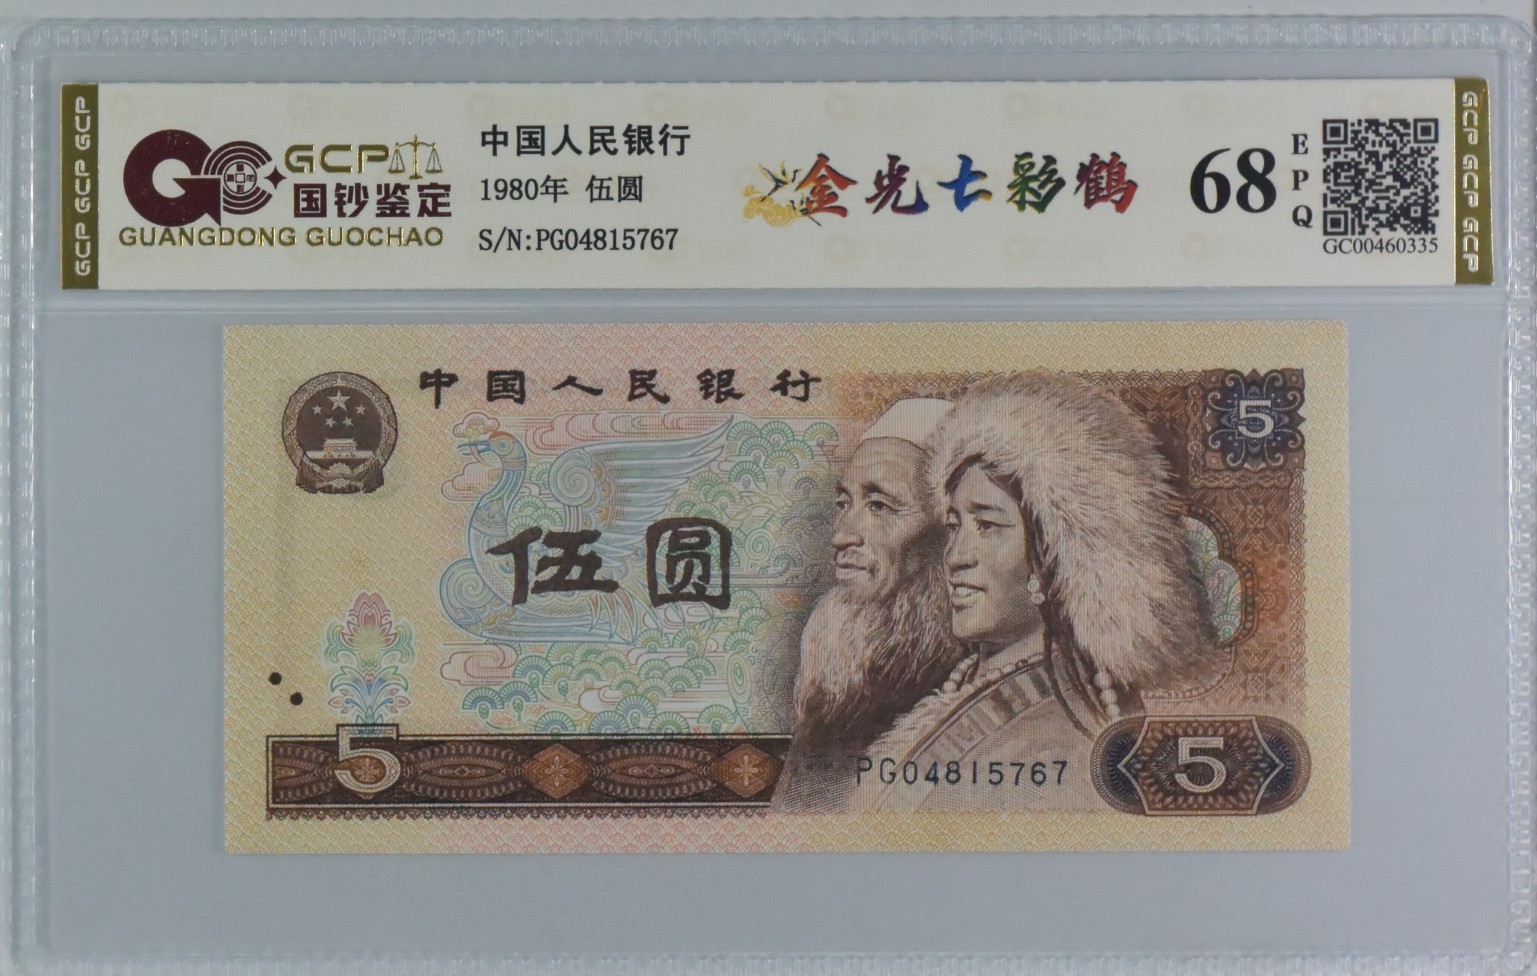 GCP GCP GCP
GCP
国钞鉴定
GUANGDONG GUOCHAO
中国人民银行
1980年 伍圆
S/N:PG04815767
金光七彩鹤
68
EPQ
GC00460335
GCP GCP GCP
中国人民银行
5
伍圆
5
PG04815767
5